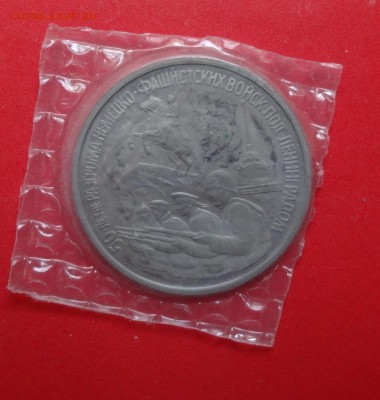 50 ЛЕТ РАЗГРОМА НЕМЕЦКО-ФАШИСТСКИХ ВОЙСК ПОД ЛЕНИНГРАДОМ